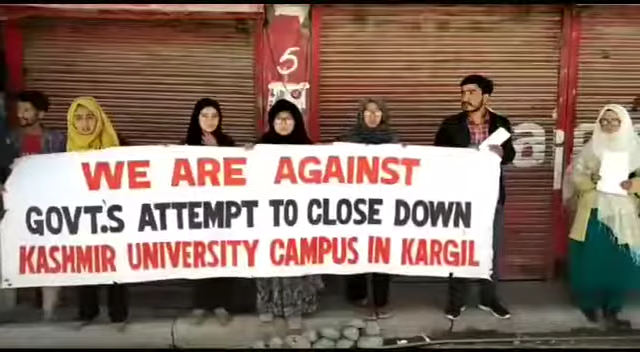 5
WE ARE AGAINST
GOVT.S ATTEMPT TO CLOSE DOWN
KASHMIR UNIVERSITY CAMPUS IN KARGIL